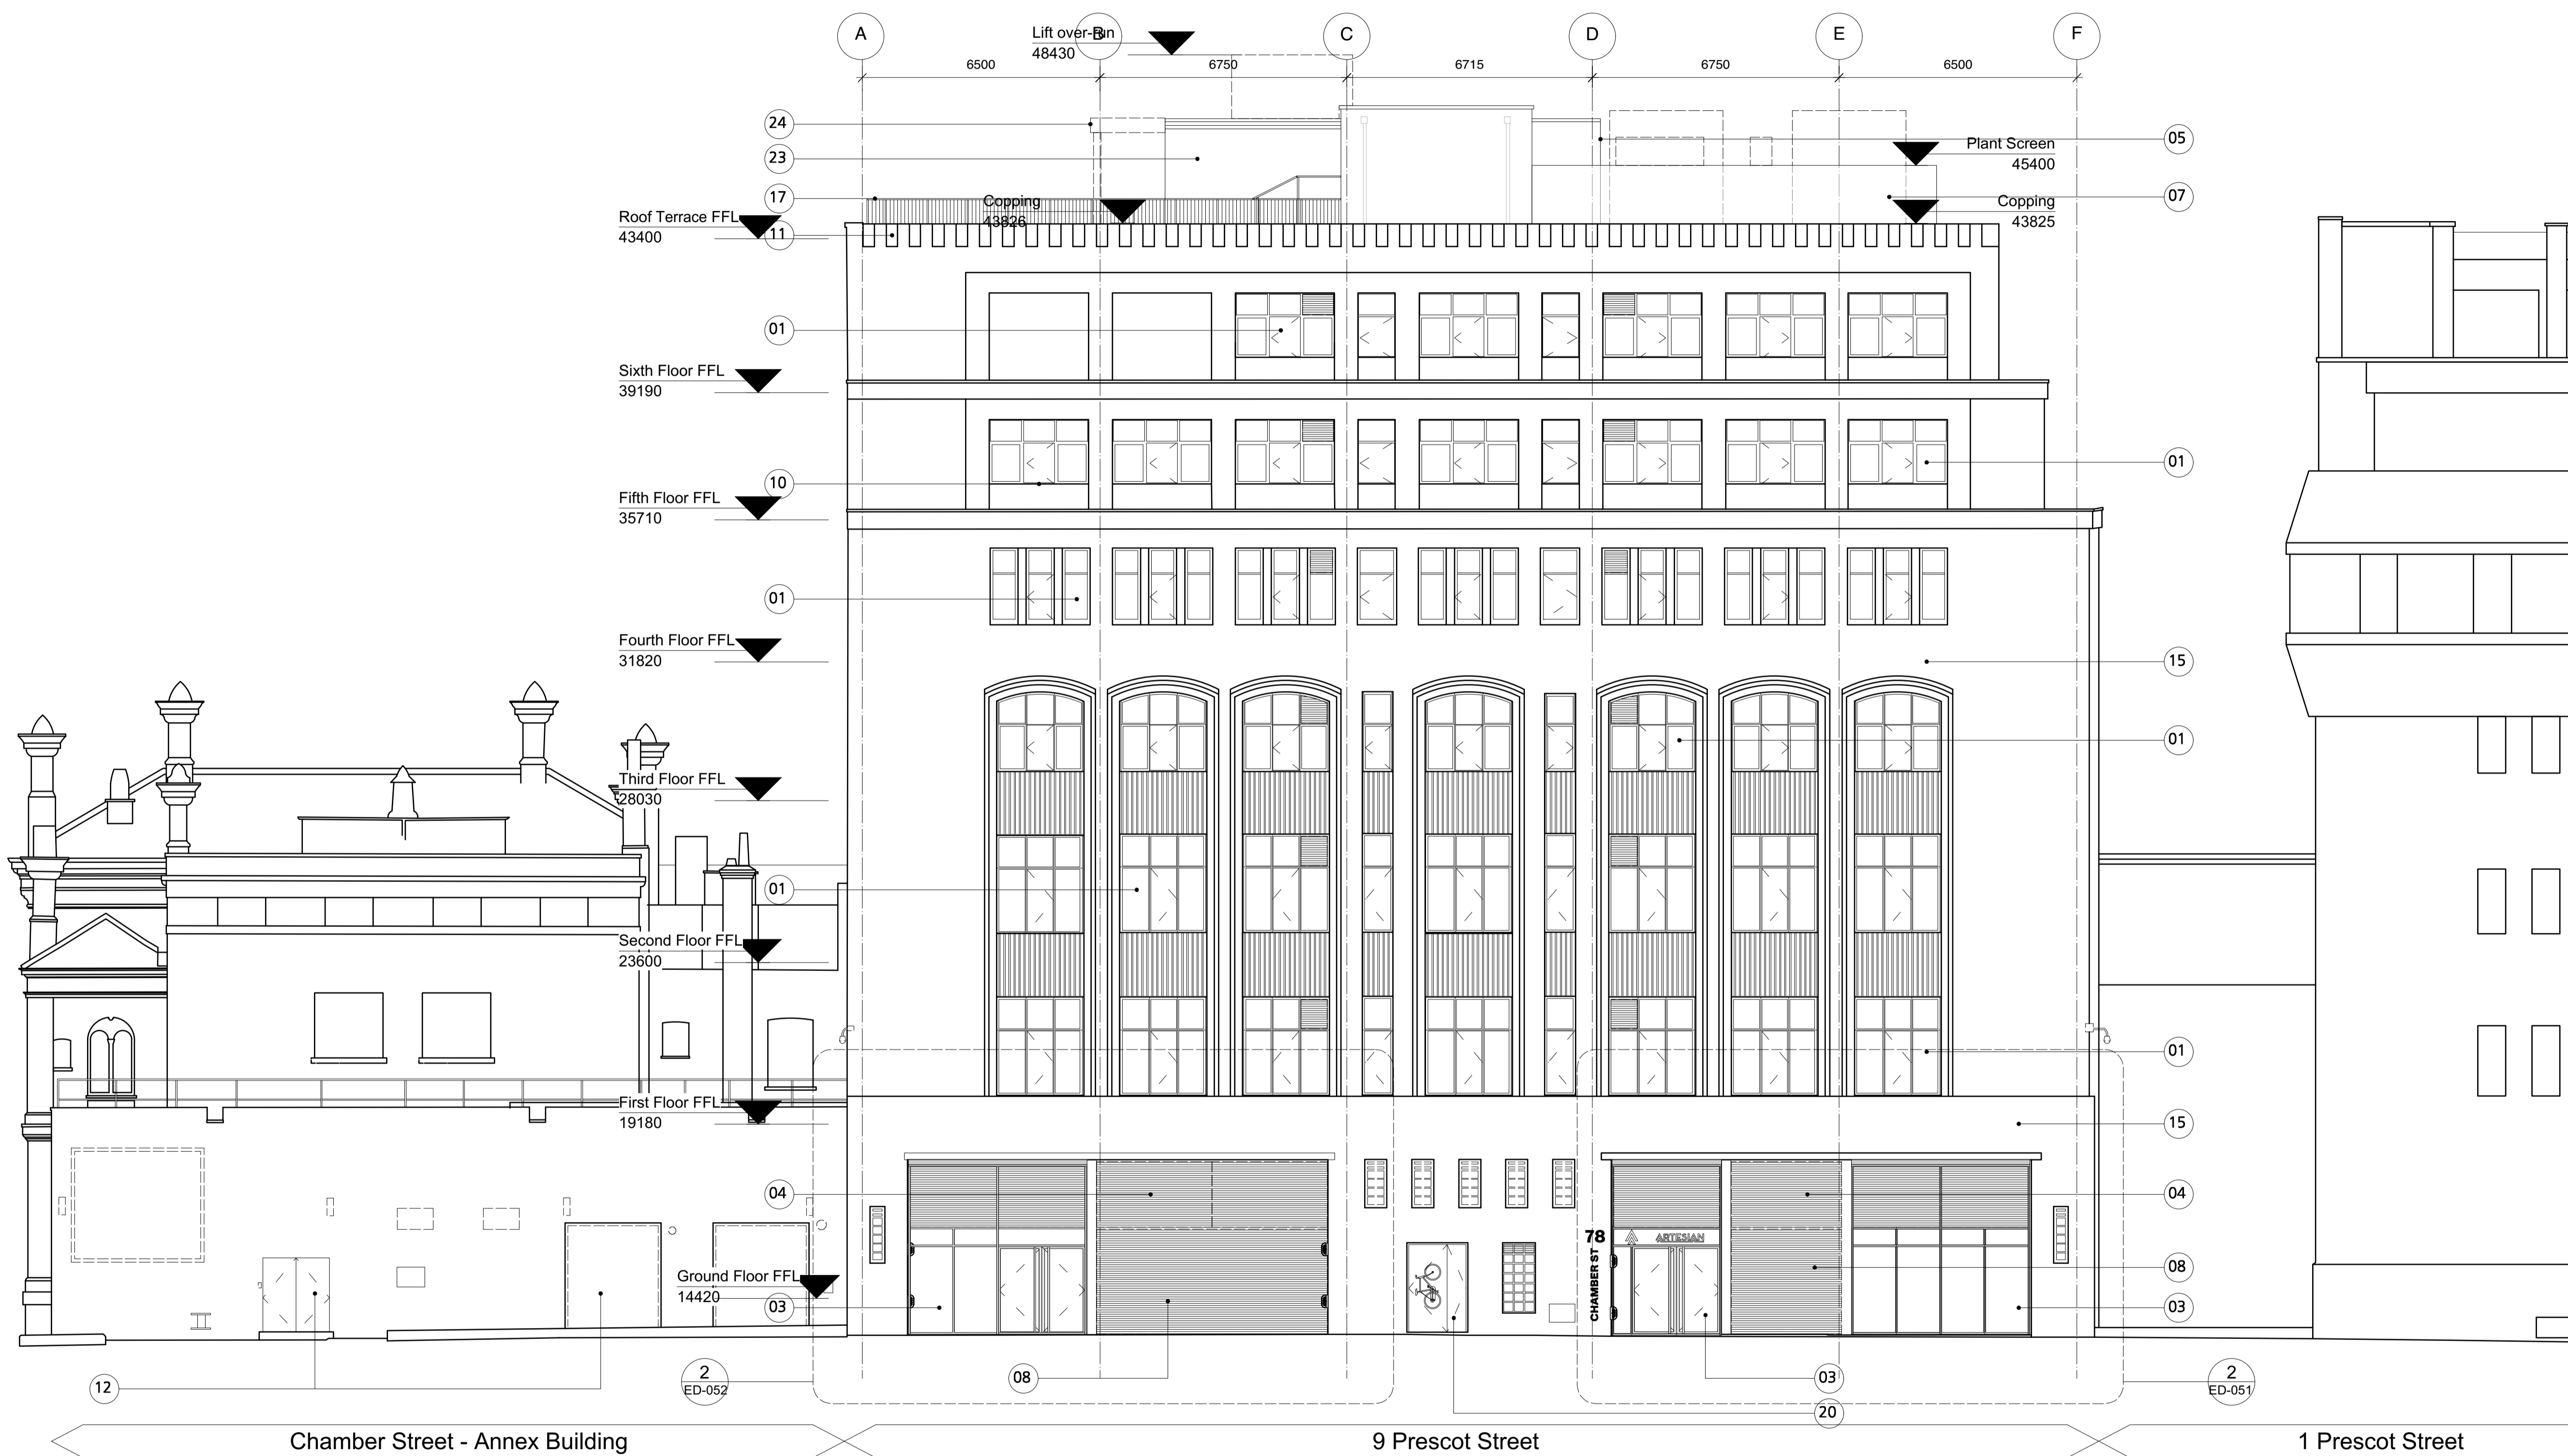 A
B
C
D
E
F
Lift over-run
48430
6500
6750
6715
6750
6500
24
23
17
11
05
07
Plant Screen
45400
Copping
43826
Copping
43825
Roof Terrace FFL
43400
01
Sixth Floor FFL
39190
01
10
Fifth Floor FFL
35710
01
Fourth Floor FFL
31820
15
01
Third Floor FFL
28030
01
Second Floor FFL
23600
01
First Floor FFL
19180
15
04
04
78
CHAMBER ST
ARTESIAN
08
Ground Floor FFL
14420
03
03
12
2
ED-052
08
03
2
ED-051
20
Chamber Street - Annex Building
9 Prescot Street
1 Prescot Street